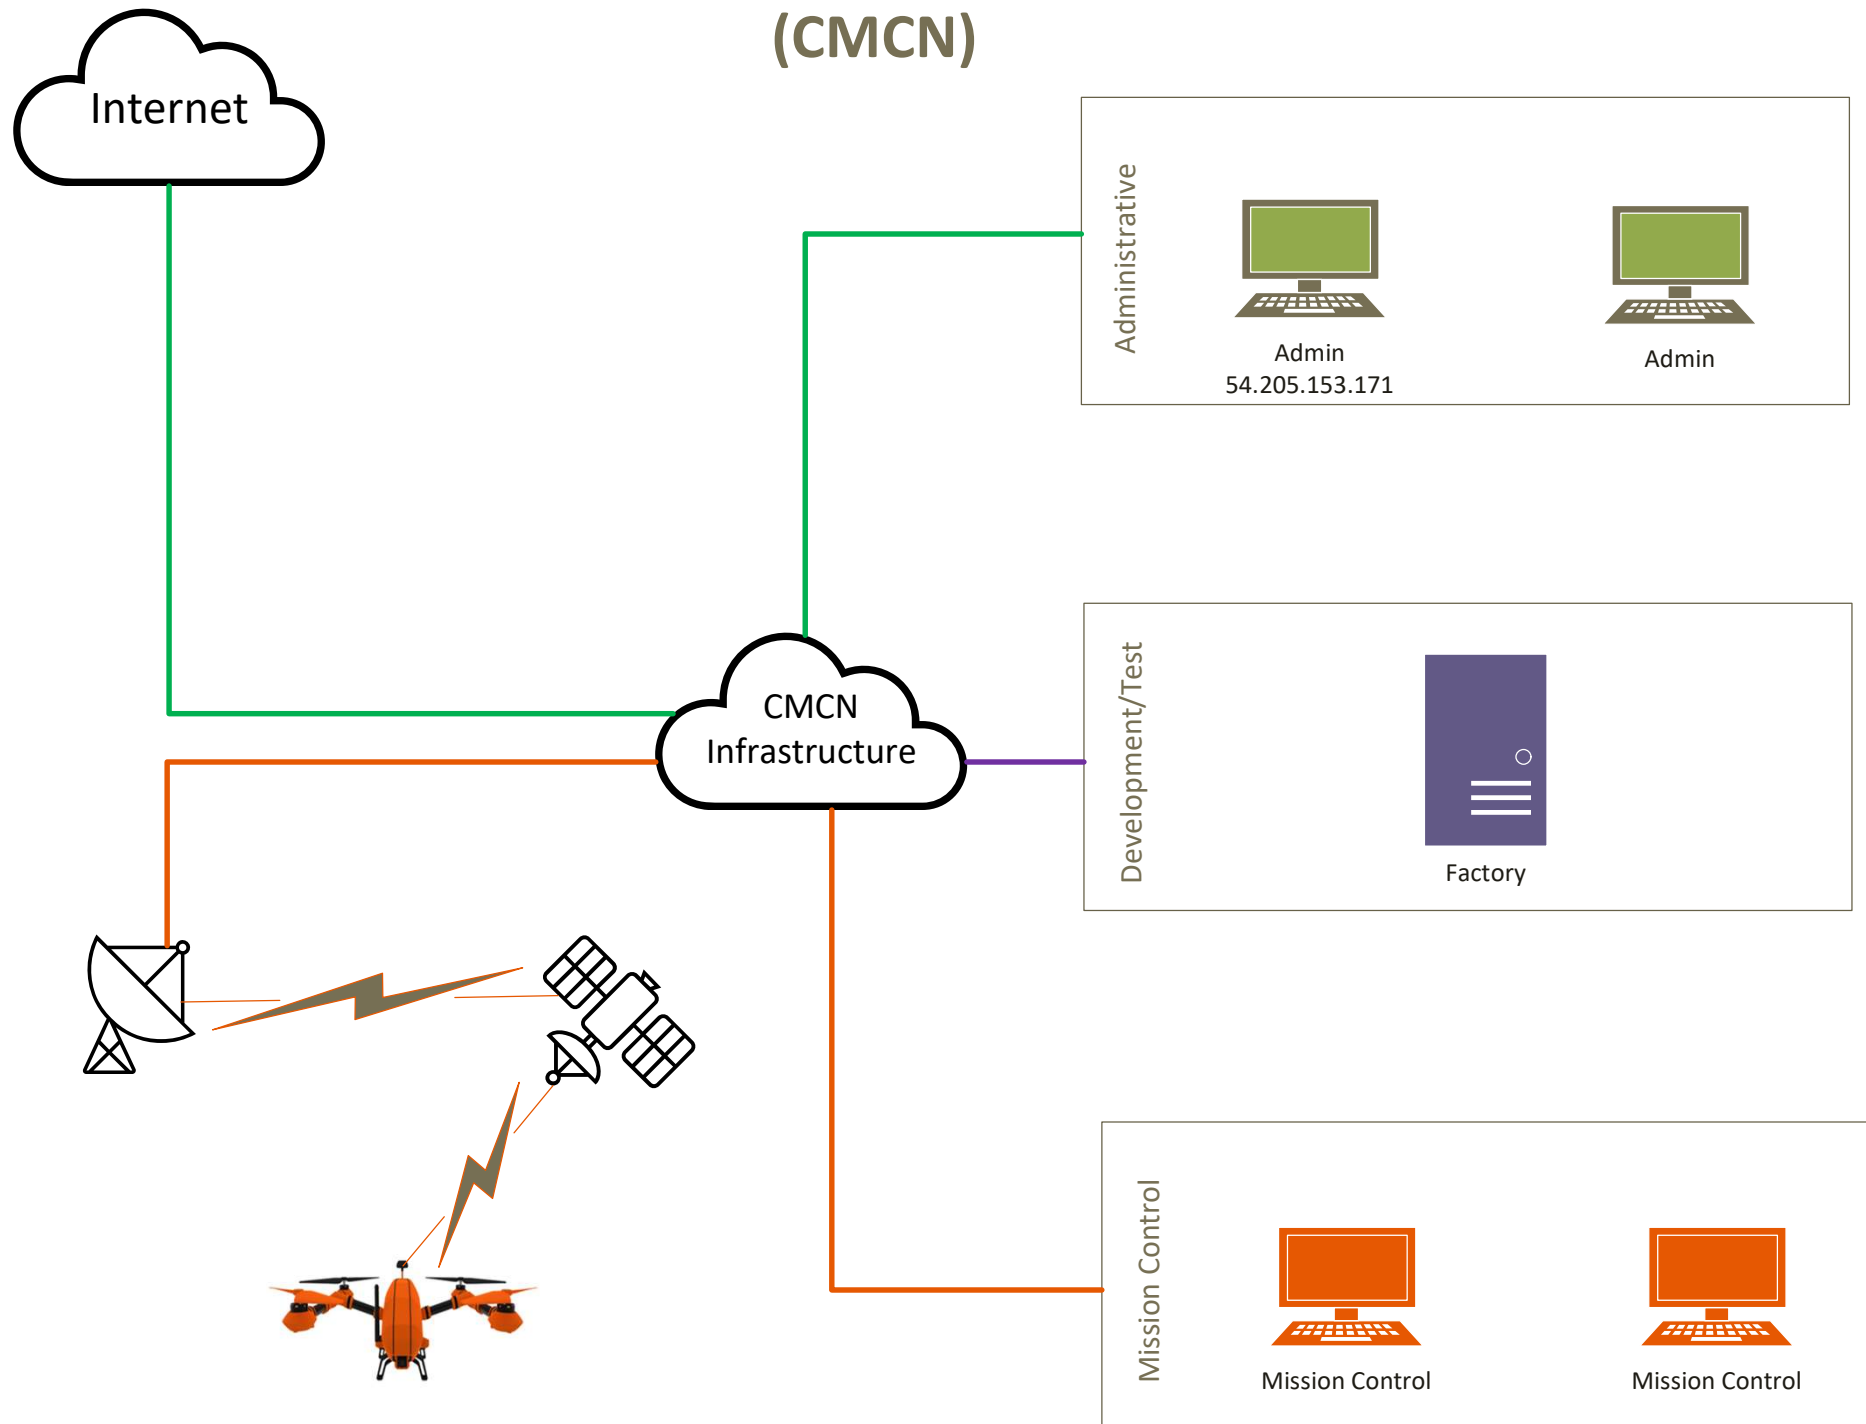 (CMCN)
Internet
Administrative
Admin
54.205.153.171
Admin
CMCN
Infrastructure
Development/Test
Factory
Mission Control
Mission Control
Mission Control